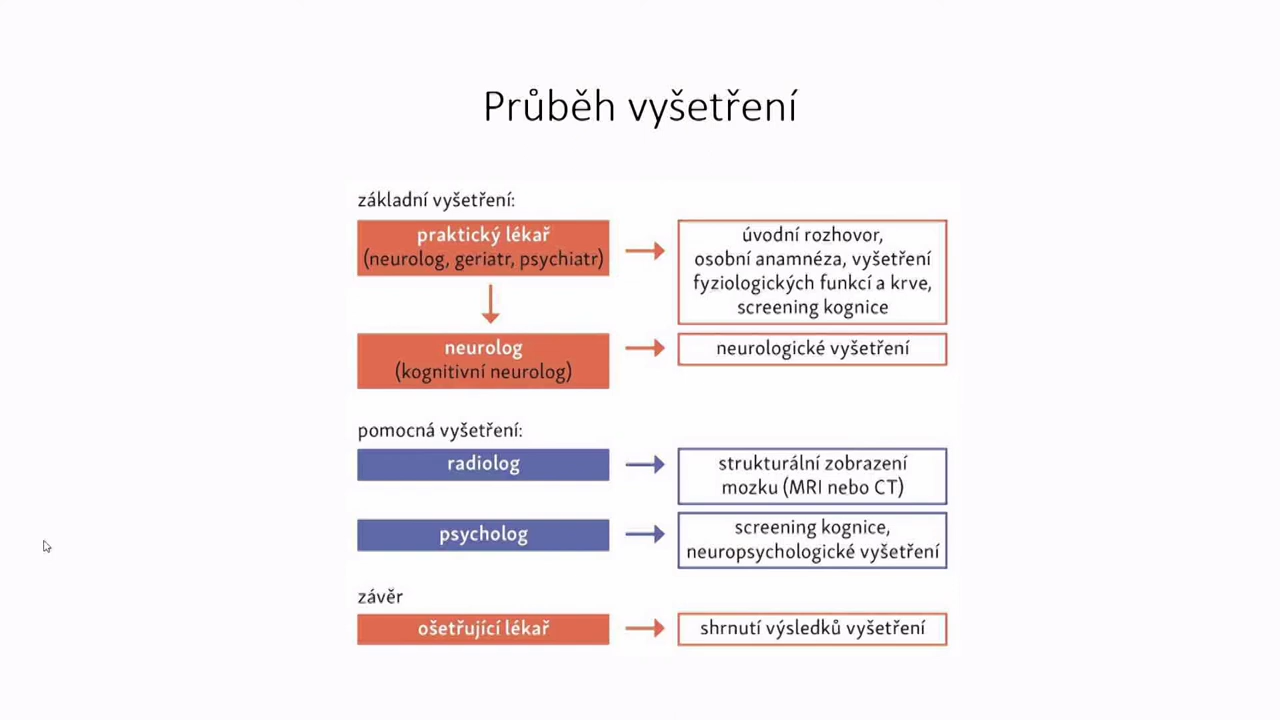 Průběh vyšetření
základní vyšetření:
praktický lékař
(neurolog, geriatr, psychiatr)
úvodní rozhovor,
osobní anamnéza, vyšetření
fyziologických funkcí a krve,
screening kognice
neurolog
(kognitivní neurolog)
neurologické vyšetření
pomocná vyšetření:
radiolog
strukturální zobrazení
mozku (MRI nebo CT)
psycholog
screening kognice,
neuropsychologické vyšetření
závěr
ošetřující lékař
shrnutí výsledků vyšetření